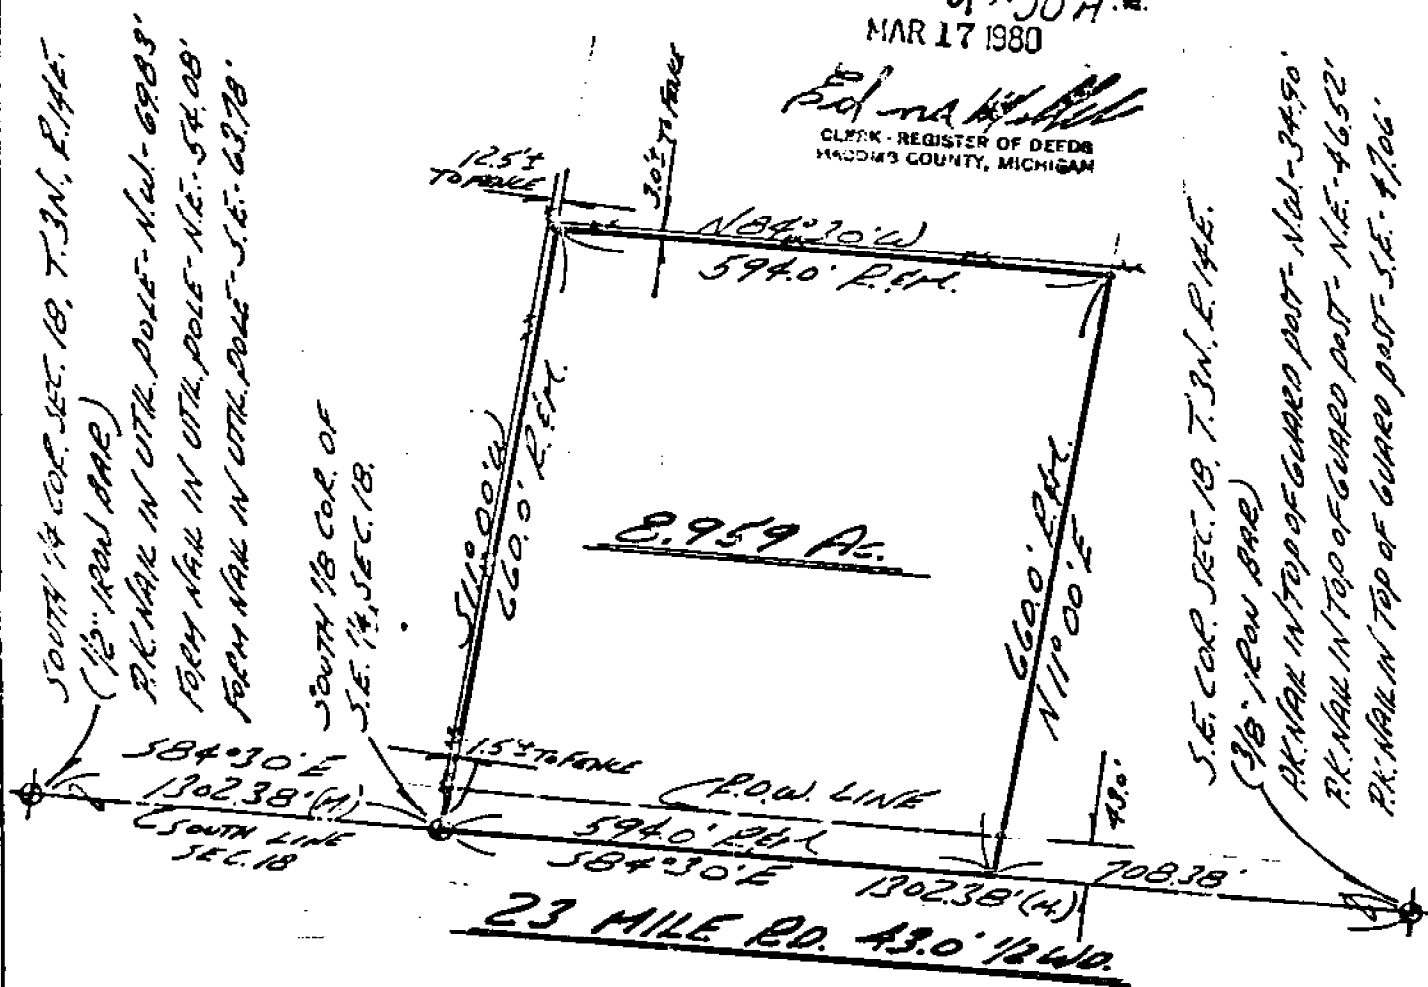 MAR 17 1980
CLERK - REGISTER OF DEEDS
MACOMB COUNTY, MICHIGAN
SOUTH 1/4 COR. SEC. 18, T.3N., R.14E.
(1/2" IRON BAR)
P.K. NAIL IN UTIL. POLE - N.W. - 69.83'
FORM NAIL IN UTIL. POLE - N.E. - 54.08'
FORM NAIL IN UTIL. POLE - S.E. - 63.78'
SOUTH 1/8 COR. OF
S.E. 1/4, SEC. 18.
12.5'±
TO FENCE
3.0'± TO FENCE
N84°30'W
594.0' R.&M.
S11°00'W
660.0' R.&M.
8.959 Ac.
660.0' R.&M.
N11°00'E
S.E. COR. SEC. 18, T.3N., R.14E.
(3/8" IRON BAR)
P.K. NAIL IN TOP OF GUARD POST - N.W. - 34.90'
P.K. NAIL IN TOP OF GUARD POST - N.E. - 46.52'
P.K. NAIL IN TOP OF GUARD POST - S.E. - 47.06'
1.5'± TO FENCE
S84°30'E
1302.38'(M.)
SOUTH LINE
SEC. 18
R.O.W. LINE
43.0'
594.0' R.&M.
S84°30'E
1302.38'(M.)
708.38'
23 MILE RD. 43.0' 1/2 WD.